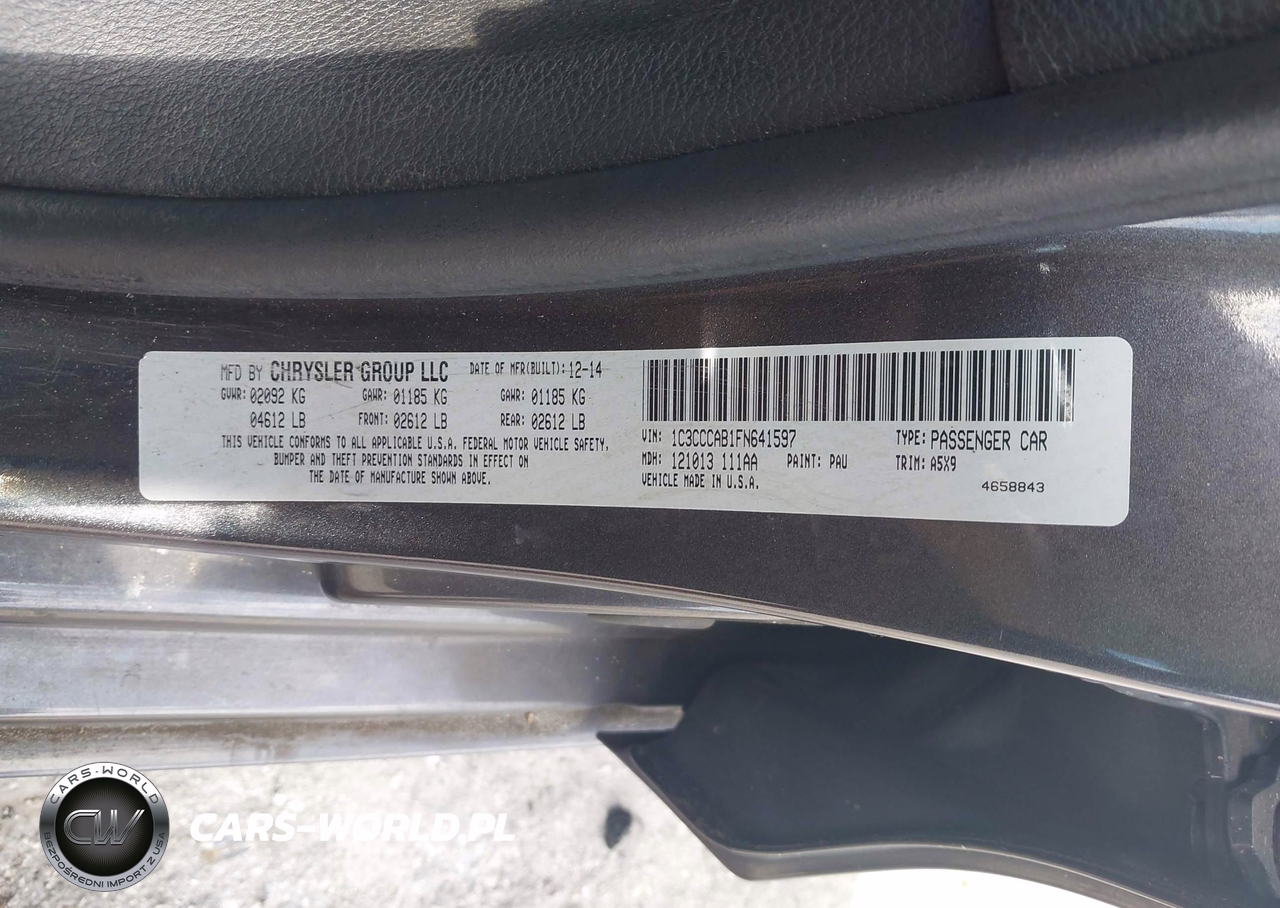 MFD BY CHRYSLER GROUP LLC DATE OF MFR(BUILT): 12-14
GVWR: 02092 KG GAWR: 01185 KG GAWR: 01185 KG
04612 LB FRONT: 02612 LB REAR: 02612 LB
THIS VEHICLE CONFORMS TO ALL APPLICABLE U.S.A. FEDERAL MOTOR VEHICLE SAFETY,
BUMPER AND THEFT PREVENTION STANDARDS IN EFFECT ON
THE DATE OF MANUFACTURE SHOWN ABOVE.
VIN: 1C3CCCAB1FN641597 TYPE: PASSENGER CAR
MDH: 121013 111AA PAINT: PAU TRIM: A5X9
VEHICLE MADE IN U.S.A.
4658843
CARS-WORLD
CW
BEZPOŚREDNI IMPORT Z USA
CARS-WORLD.PL